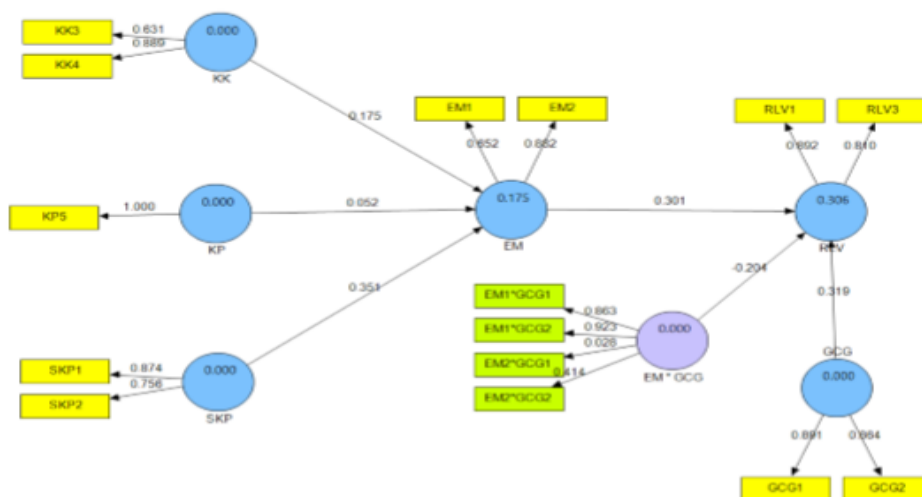 KK3
0.631
0.000
KK4
0.889
KK
0.175
EM1
EM2
0.652
0.882
RLV1
RLV3
0.892
0.810
KP5
1.000
0.000
KP
0.052
0.175
EM
0.301
0.306
RLV
0.351
-0.204
0.319
EM1*GCG1
0.863
EM1*GCG2
0.923
0.028
EM2*GCG1
0.414
EM2*GCG2
0.000
EM * GCG
SKP1
0.874
0.756
SKP2
0.000
SKP
GCG
0.000
0.891
GCG1
GCG2